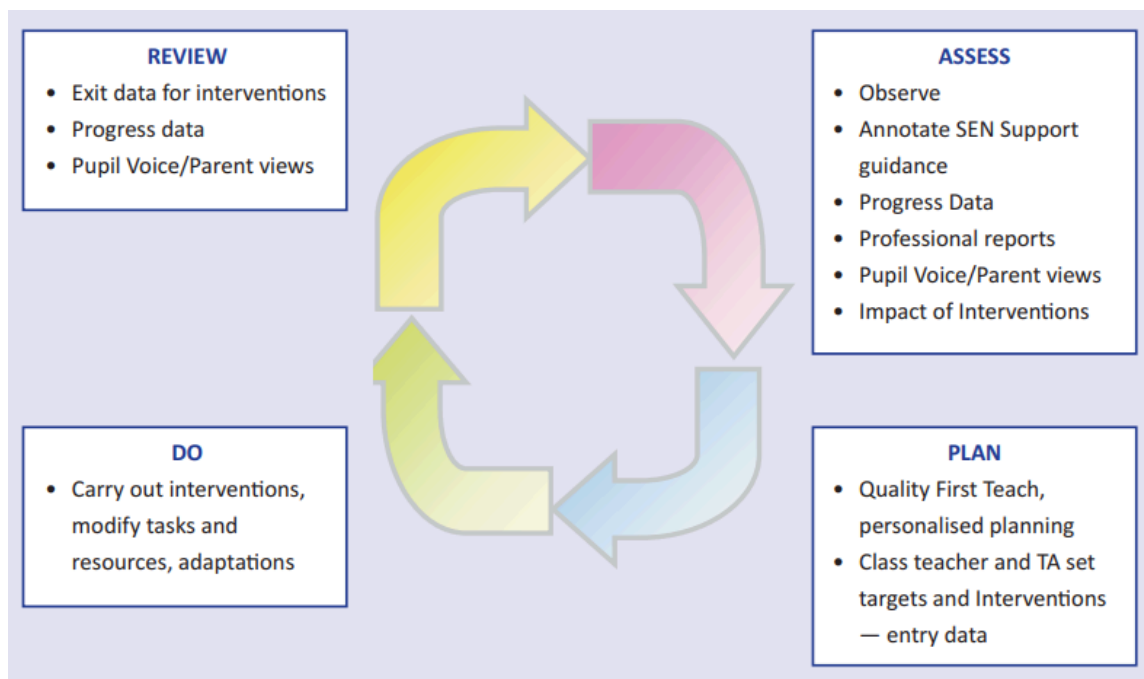 REVIEW
• Exit data for interventions
• Progress data
• Pupil Voice/Parent views
ASSESS
• Observe
• Annotate SEN Support
guidance
• Progress Data
• Professional reports
• Pupil Voice/Parent views
• Impact of Interventions
DO
• Carry out interventions,
modify tasks and
resources, adaptations
PLAN
• Quality First Teach,
personalised planning
• Class teacher and TA set
targets and Interventions
— entry data